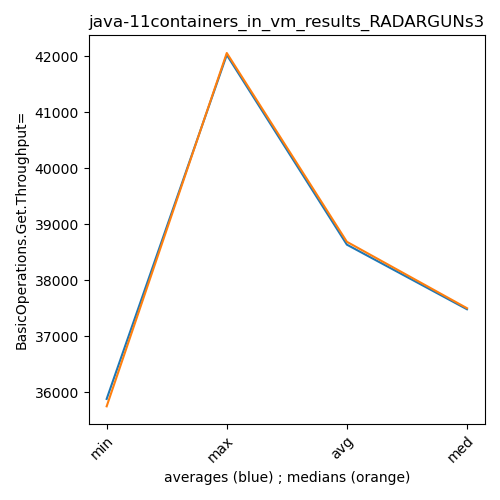 java-11containers_in_vm_results_RADARGUNs3
BasicOperations.Get.Throughput=
42000
41000
40000
39000
38000
37000
36000
min
max
avg
med
averages (blue) ; medians (orange)